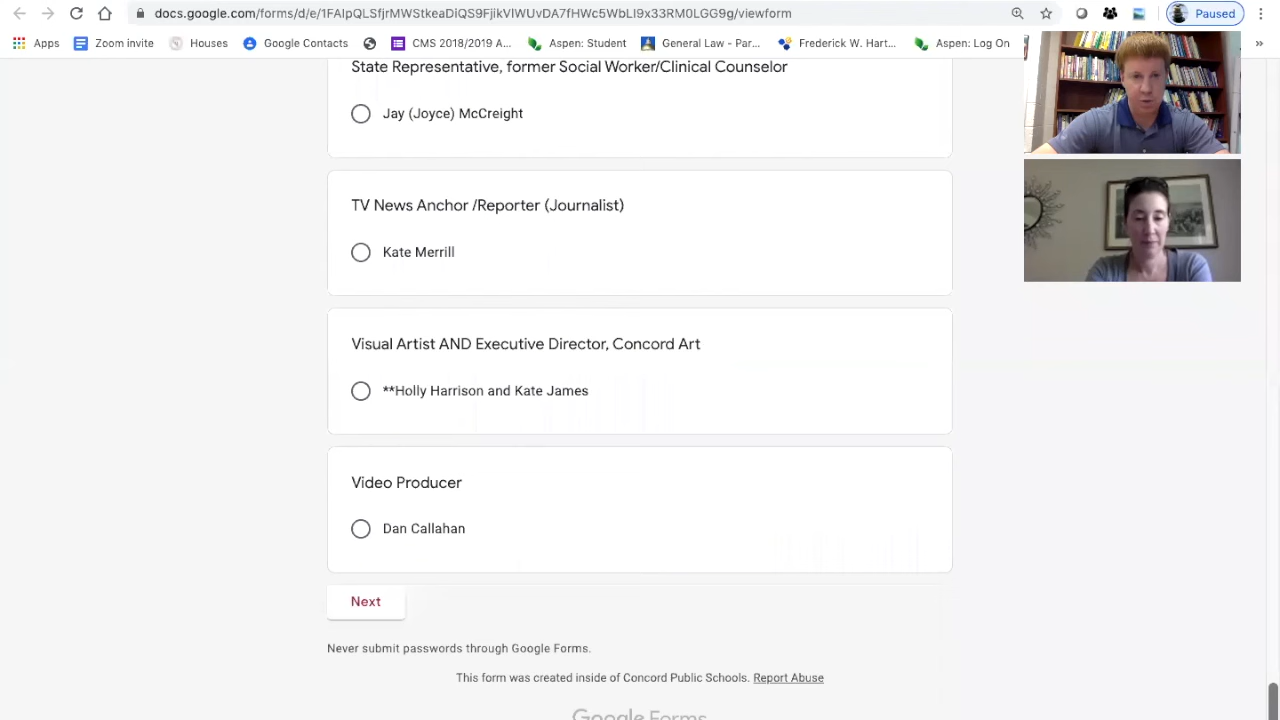 docs.google.com/forms/d/e/1FAIpQLSfjrMWStkeaDiQS9FjikVIWUvDA7fHWc5WbLI9x33RM0LGG9g/viewform
Paused
Apps
Zoom invite
Houses
Google Contacts
CMS 2018/2019 A...
Aspen: Student
General Law - Par...
Frederick W. Hart...
Aspen: Log On
»
State Representative, former Social Worker/Clinical Counselor
Jay (Joyce) McCreight
TV News Anchor /Reporter (Journalist)
Kate Merrill
Visual Artist AND Executive Director, Concord Art
**Holly Harrison and Kate James
Video Producer
Dan Callahan
Next
Never submit passwords through Google Forms.
This form was created inside of Concord Public Schools. Report Abuse
Google Forms